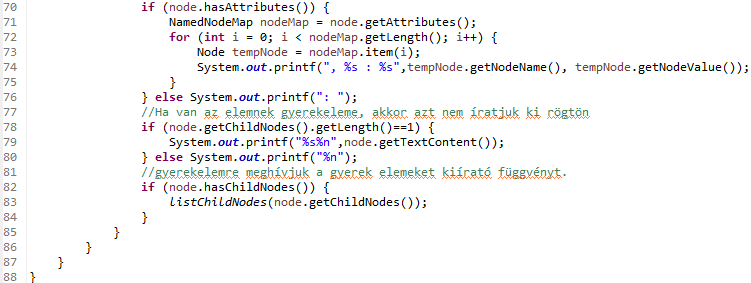 70 if (node.hasAttributes()) {
71 NamedNodeMap nodeMap = node.getAttributes();
72 for (int i = 0; i < nodeMap.getLength(); i++) {
73 Node tempNode = nodeMap.item(i);
74 System.out.printf(", %s : %s",tempNode.getNodeName(), tempNode.getNodeValue());
75 }
76 } else System.out.printf(": ");
77 //Ha van az elemnek gyerekeleme, akkor azt nem íratjuk ki rögtön
78 if (node.getChildNodes().getLength()==1) {
79 System.out.printf("%s%n",node.getTextContent());
80 } else System.out.printf("%n");
81 //gyerekelemre meghívjuk a gyerek elemeket kiírató függvényt.
82 if (node.hasChildNodes()) {
83 listChildNodes(node.getChildNodes());
84 }
85 }
86 }
87 }
88 }